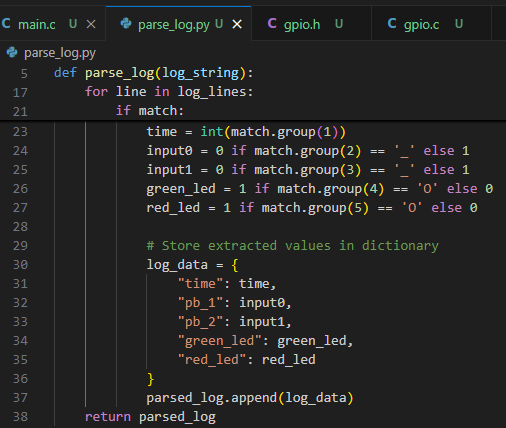 C main.c U ×
parse_log.py U ×
C gpio.h U
C gpio.c U
parse_log.py
5 def parse_log(log_string):
17 for line in log_lines:
21 if match:
23 time = int(match.group(1))
24 input0 = 0 if match.group(2) == '_' else 1
25 input1 = 0 if match.group(3) == '_' else 1
26 green_led = 1 if match.group(4) == 'O' else 0
27 red_led = 1 if match.group(5) == 'O' else 0
28
29 # Store extracted values in dictionary
30 log_data = {
31 "time": time,
32 "pb_1": input0,
33 "pb_2": input1,
34 "green_led": green_led,
35 "red_led": red_led
36 }
37 parsed_log.append(log_data)
38 return parsed_log